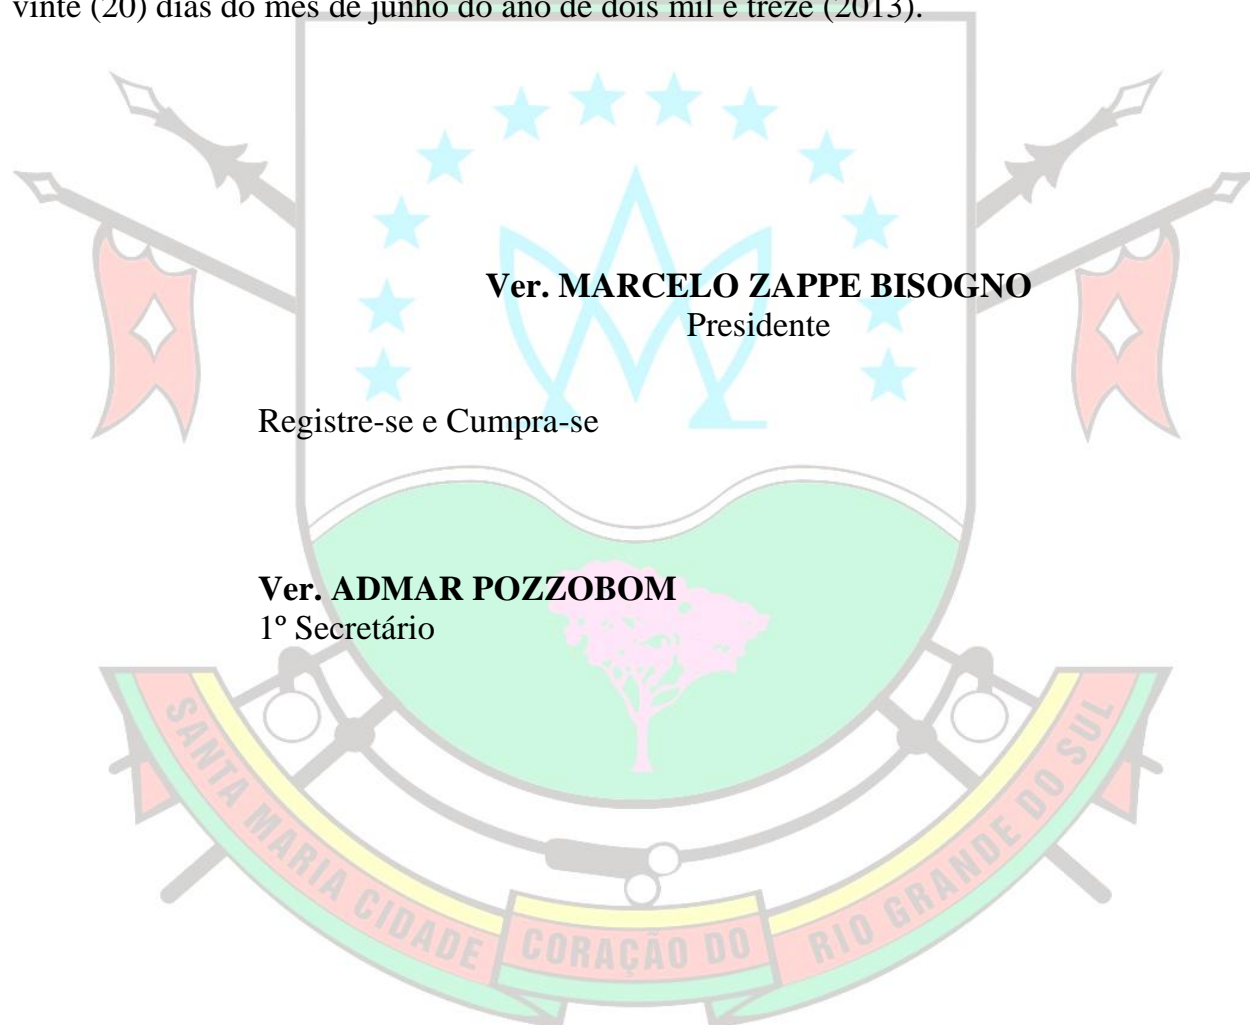 vinte (20) dias do mês de junho do ano de dois mil e treze (2013).
Ver. MARCELO ZAPPE BISOGNO
Presidente
Registre-se e Cumpra-se
Ver. ADMAR POZZOBOM
1º Secretário
SANTA MARIA CIDADE CORAÇÃO DO RIO GRANDE DO SUL